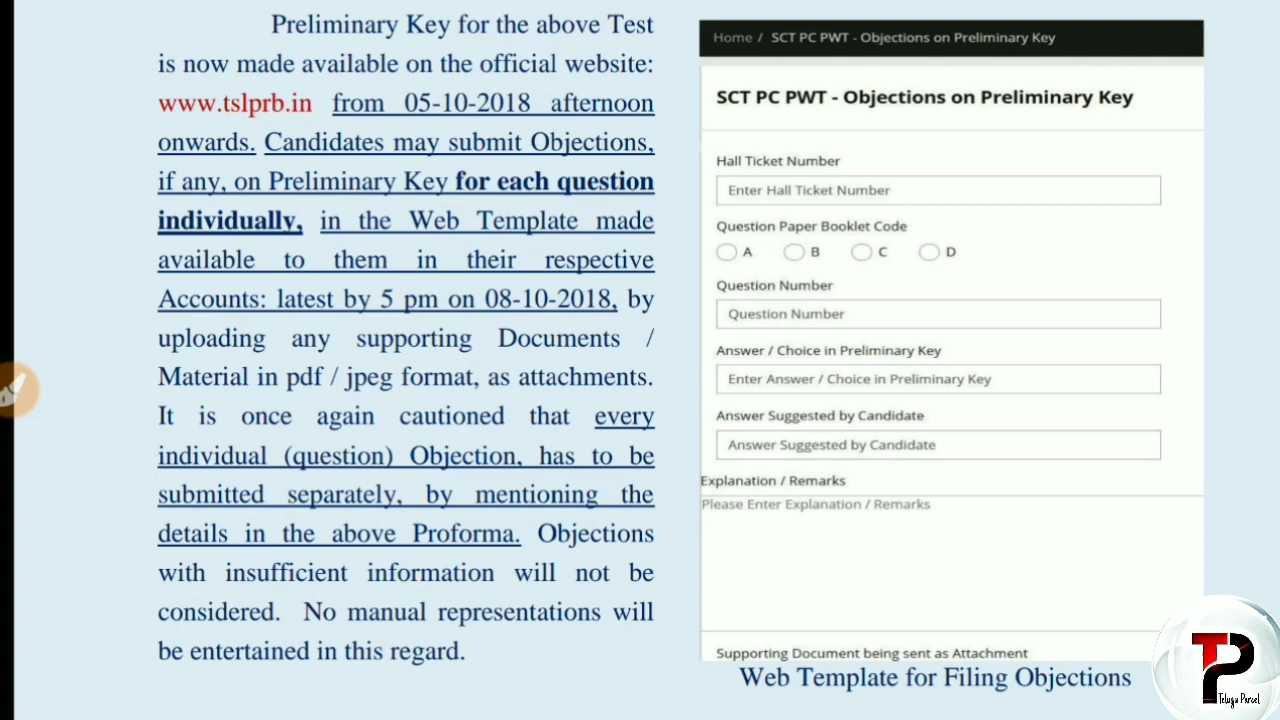 Preliminary Key for the above Test
is now made available on the official website:
www.tslprb.in from 05-10-2018 afternoon
onwards. Candidates may submit Objections,
if any, on Preliminary Key for each question
individually, in the Web Template made
available to them in their respective
Accounts: latest by 5 pm on 08-10-2018, by
uploading any supporting Documents /
Material in pdf / jpeg format, as attachments.
It is once again cautioned that every
individual (question) Objection, has to be
submitted separately, by mentioning the
details in the above Proforma. Objections
with insufficient information will not be
considered. No manual representations will
be entertained in this regard.
Home / SCT PC PWT - Objections on Preliminary Key
SCT PC PWT - Objections on Preliminary Key
Hall Ticket Number
Enter Hall Ticket Number
Question Paper Booklet Code
A B C D
Question Number
Question Number
Answer / Choice in Preliminary Key
Enter Answer / Choice in Preliminary Key
Answer Suggested by Candidate
Answer Suggested by Candidate
Explanation / Remarks
Please Enter Explanation / Remarks
Supporting Document being sent as Attachment
Web Template for Filing Objections
TP
Telugu Parcel